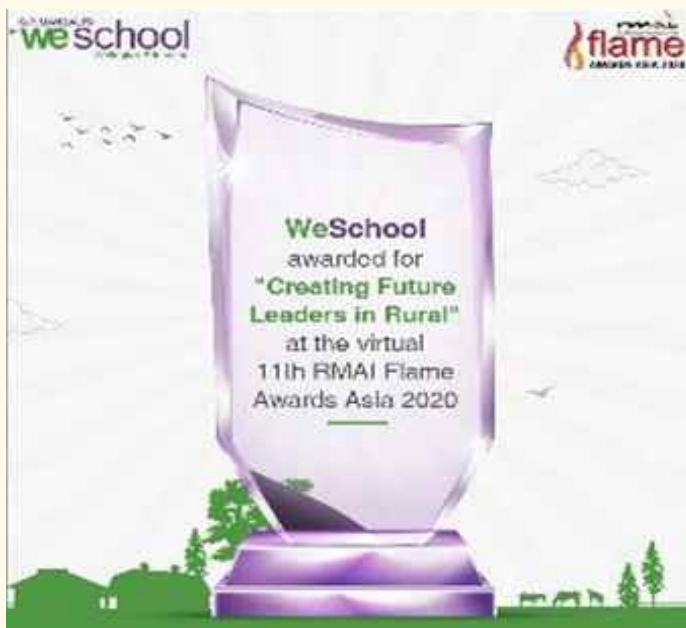 weschool
flame
WeSchool
awarded for
"Creating Future
Leaders in Rural"
at the virtual
11th RMAI Flame
Awards Asia 2020